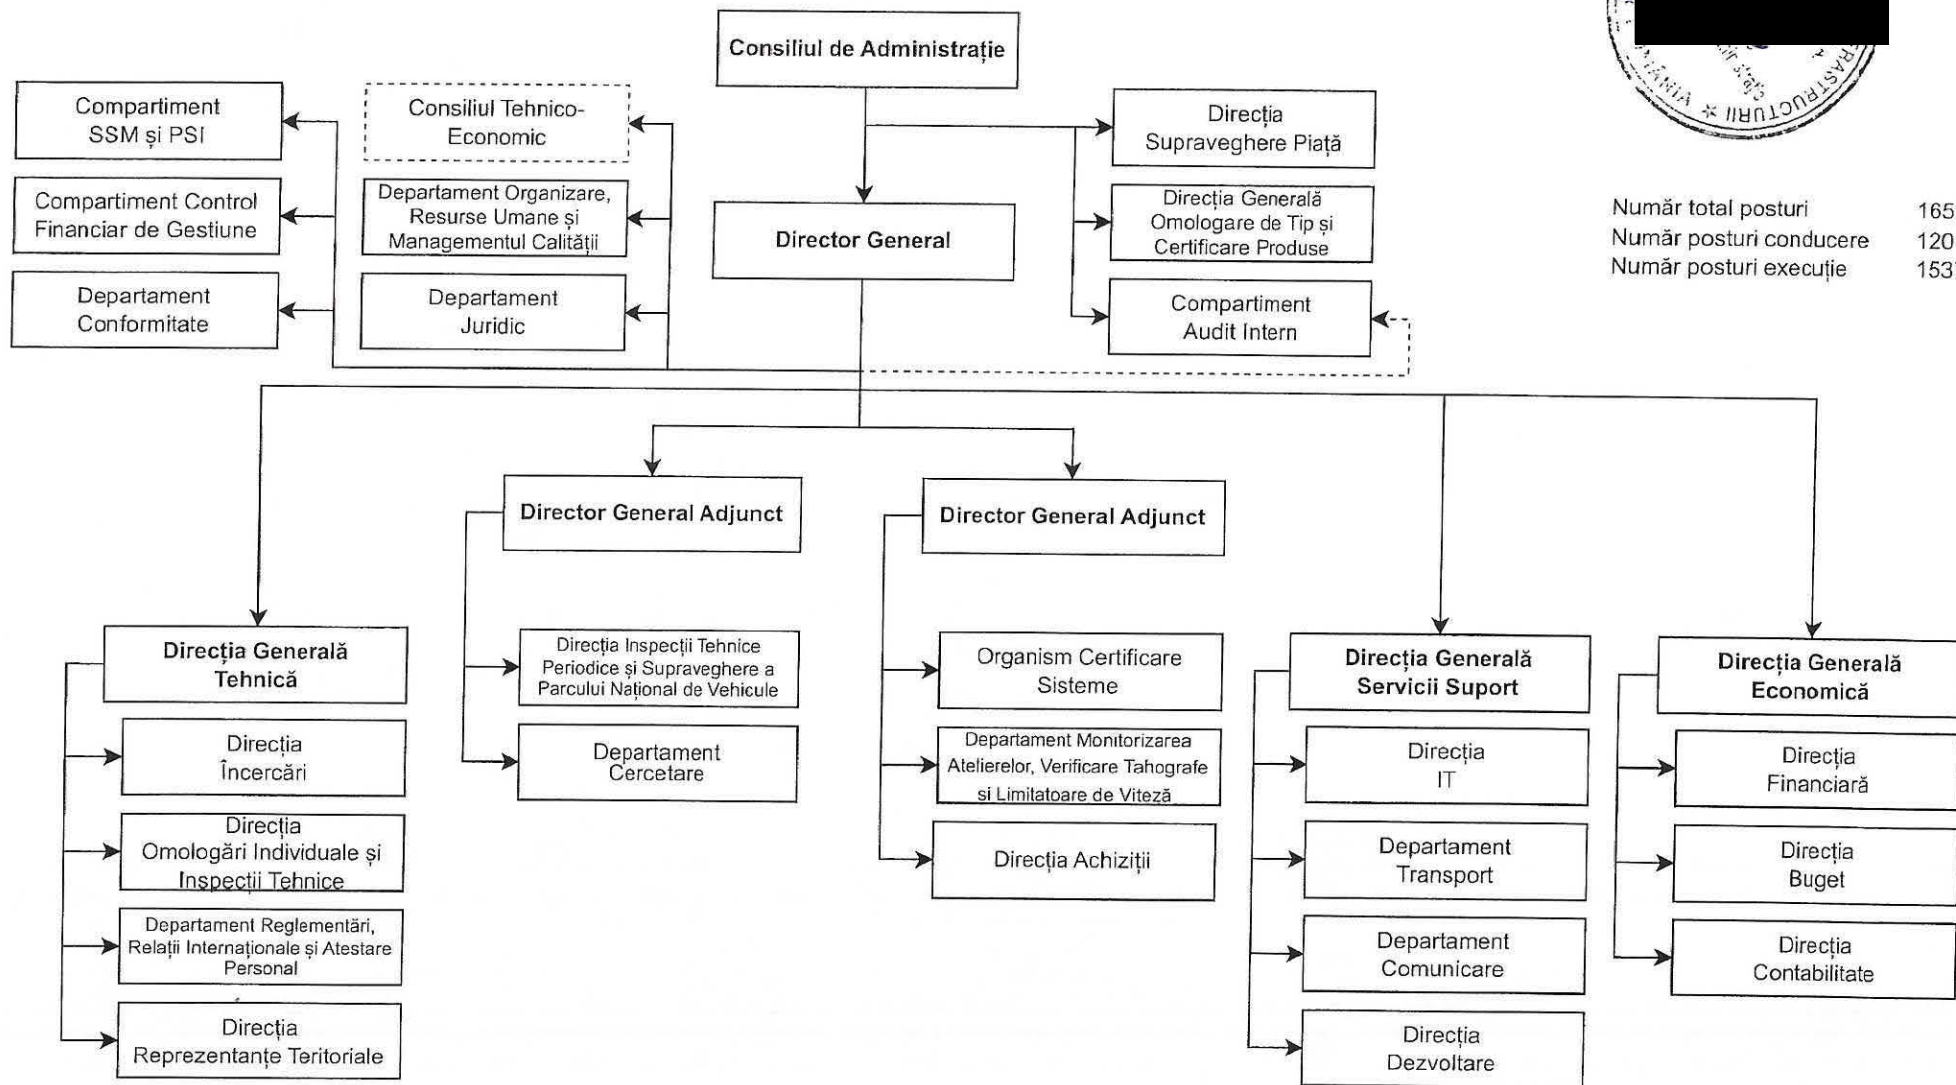 Consiliul de Administrație
Compartiment
SSM și PSI
Consiliul Tehnico-
Economic
Direcția
Supraveghere Piață
RASTRUCTURII
Compartiment Control
Financiar de Gestiune
Departament Organizare,
Resurse Umane și
Managementul Calității
Director General
Direcția Generală
Omologare de Tip și
Certificare Produse
Număr total posturi 165
Număr posturi conducere 120
Număr posturi execuție 153
Departament
Conformitate
Departament
Juridic
Compartiment
Audit Intern
Director General Adjunct
Director General Adjunct
Direcția Generală
Tehnică
Direcția
Încercări
Direcția
Omologări Individuale și
Inspecții Tehnice
Departament Reglementări,
Relații Internaționale și Atestare
Personal
Direcția
Reprezentanțe Teritoriale
Direcția Inspecții Tehnice
Periodice și Supraveghere a
Parcului Național de Vehicule
Departament
Cercetare
Organism Certificare
Sisteme
Departament Monitorizarea
Atelierelor, Verificare Tahografe
si Limitatoare de Viteză
Direcția Achiziții
Direcția Generală
Servicii Suport
Direcția
IT
Departament
Transport
Departament
Comunicare
Direcția
Dezvoltare
Direcția Generală
Economică
Direcția
Financiară
Direcția
Buget
Direcția
Contabilitate